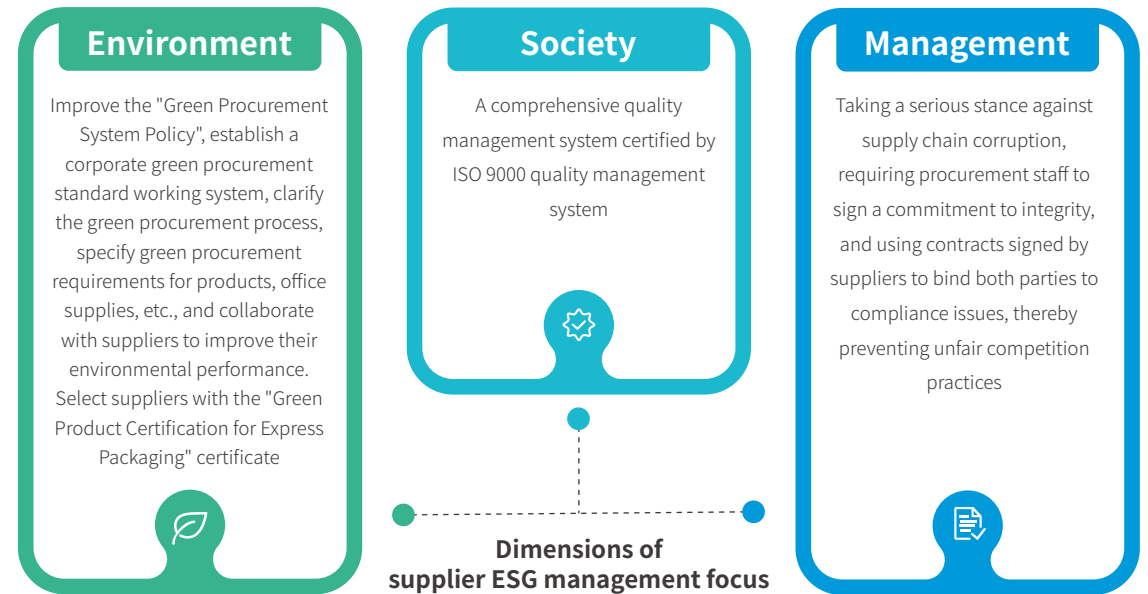 Environment
Improve the "Green Procurement
System Policy", establish a
corporate green procurement
standard working system, clarify
the green procurement process,
specify green procurement
requirements for products, office
supplies, etc., and collaborate
with suppliers to improve their
environmental performance.
Select suppliers with the "Green
Product Certification for Express
Packaging" certificate
Society
A comprehensive quality
management system certified by
ISO 9000 quality management
system
Management
Taking a serious stance against
supply chain corruption,
requiring procurement staff to
sign a commitment to integrity,
and using contracts signed by
suppliers to bind both parties to
compliance issues, thereby
preventing unfair competition
practices
Dimensions of
supplier ESG management focus